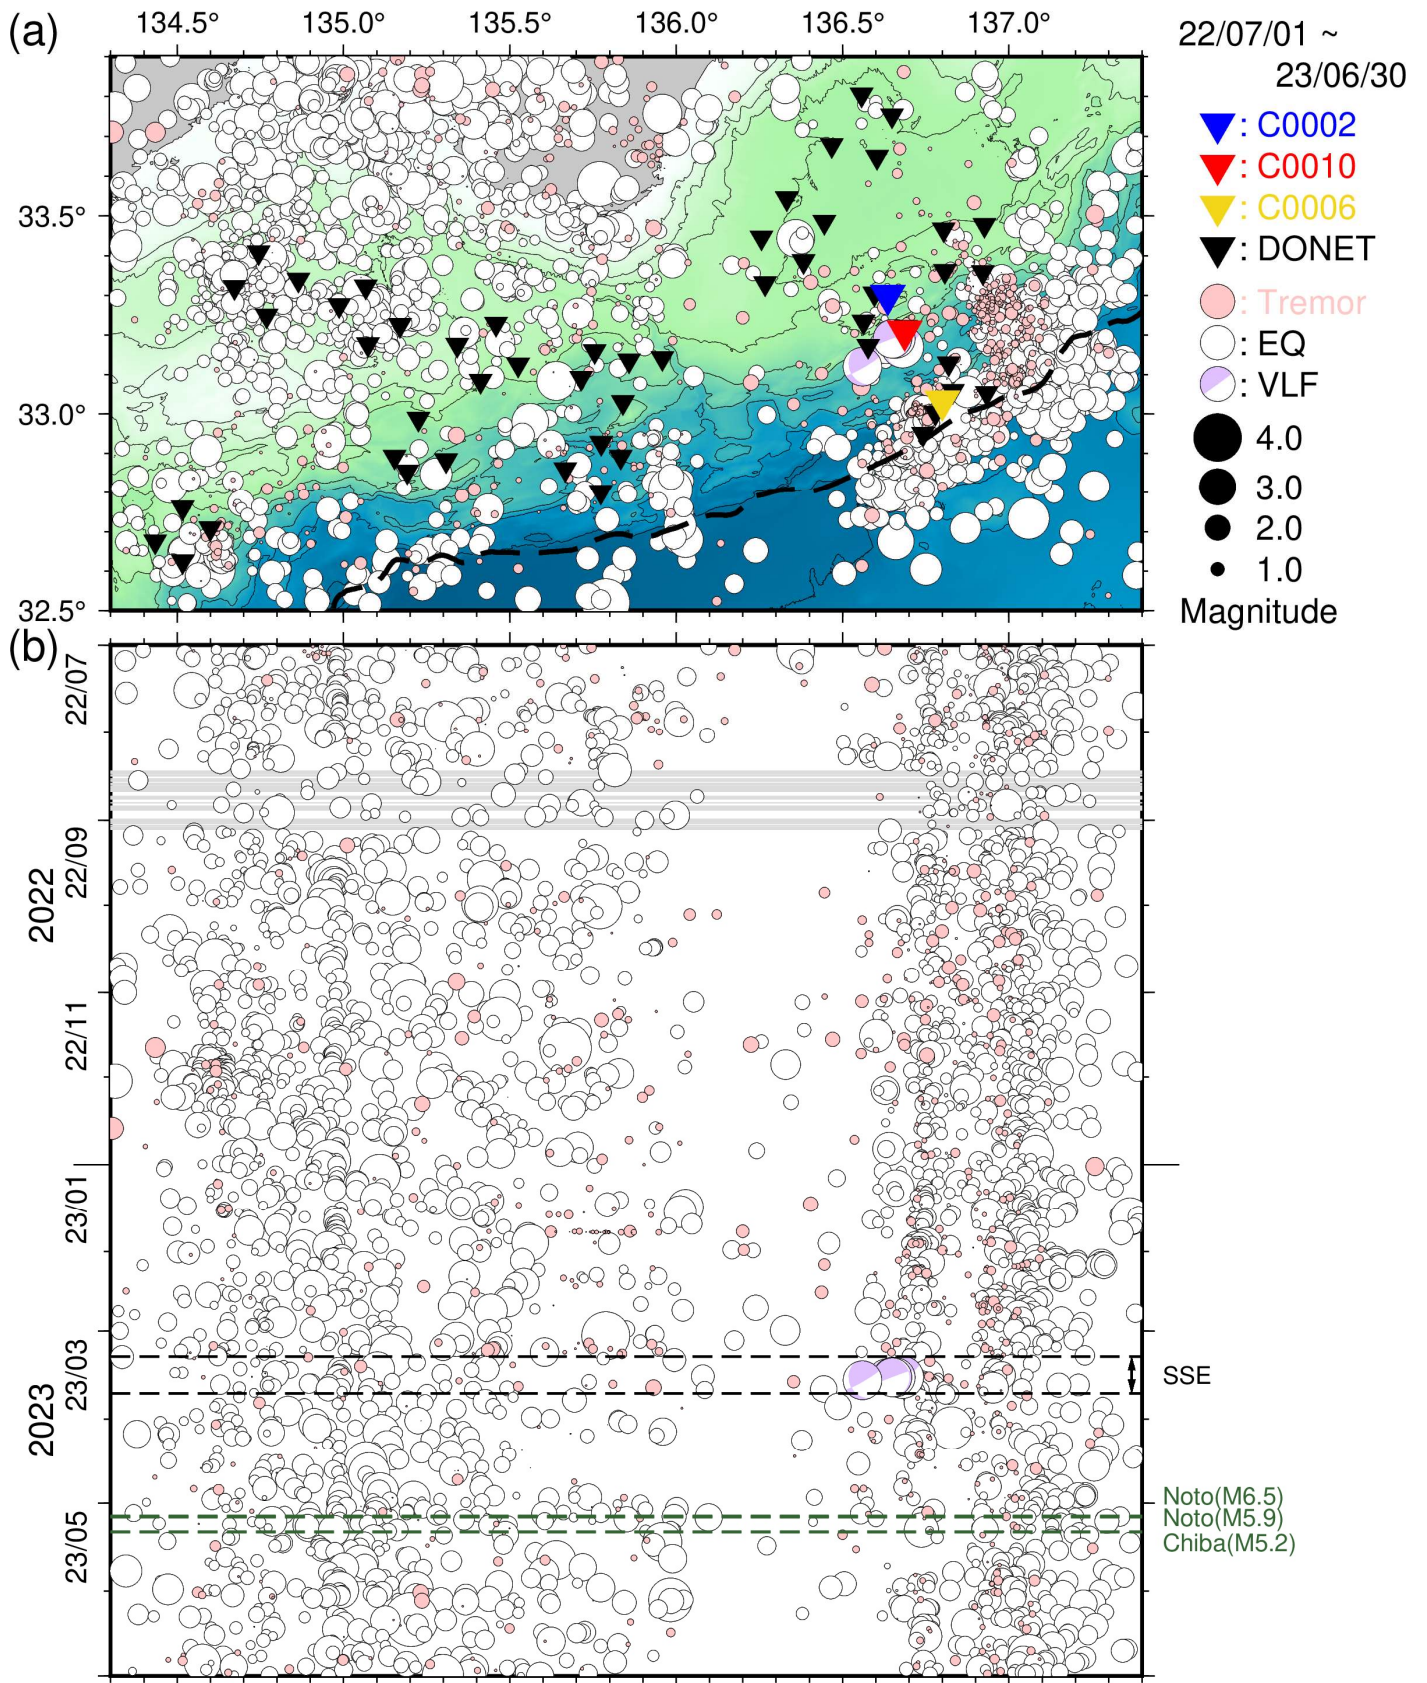 (a)
134.5° 135.0° 135.5° 136.0° 136.5° 137.0°
33.5°
33.0°
32.5°
22/07/01 ~
23/06/30
: C0002
: C0010
: C0006
: DONET
: Tremor
: EQ
: VLF
4.0
3.0
2.0
1.0
Magnitude
(b)
22/07
22/09
22/11
23/01
23/03
23/05
2022
2023
SSE
Noto(M6.5)
Noto(M5.9)
Chiba(M5.2)